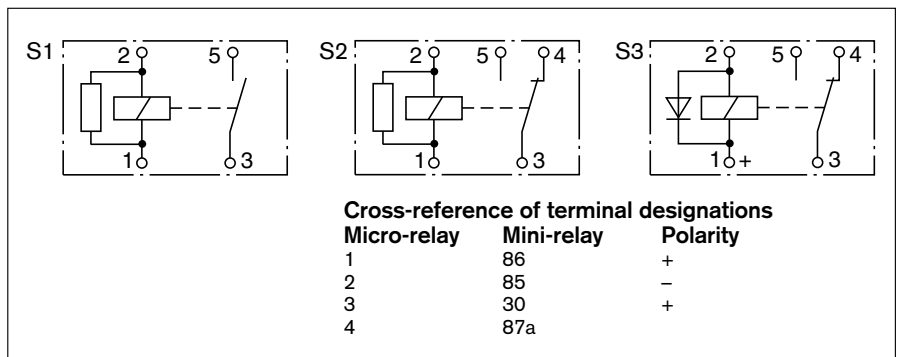 S1 2 5 1 3
S2 2 5 4 1 3
S3 2 5 4 1 + 3
Cross-reference of terminal designations
Micro-relay Mini-relay Polarity
1 86 +
2 85 –
3 30 +
4 87a